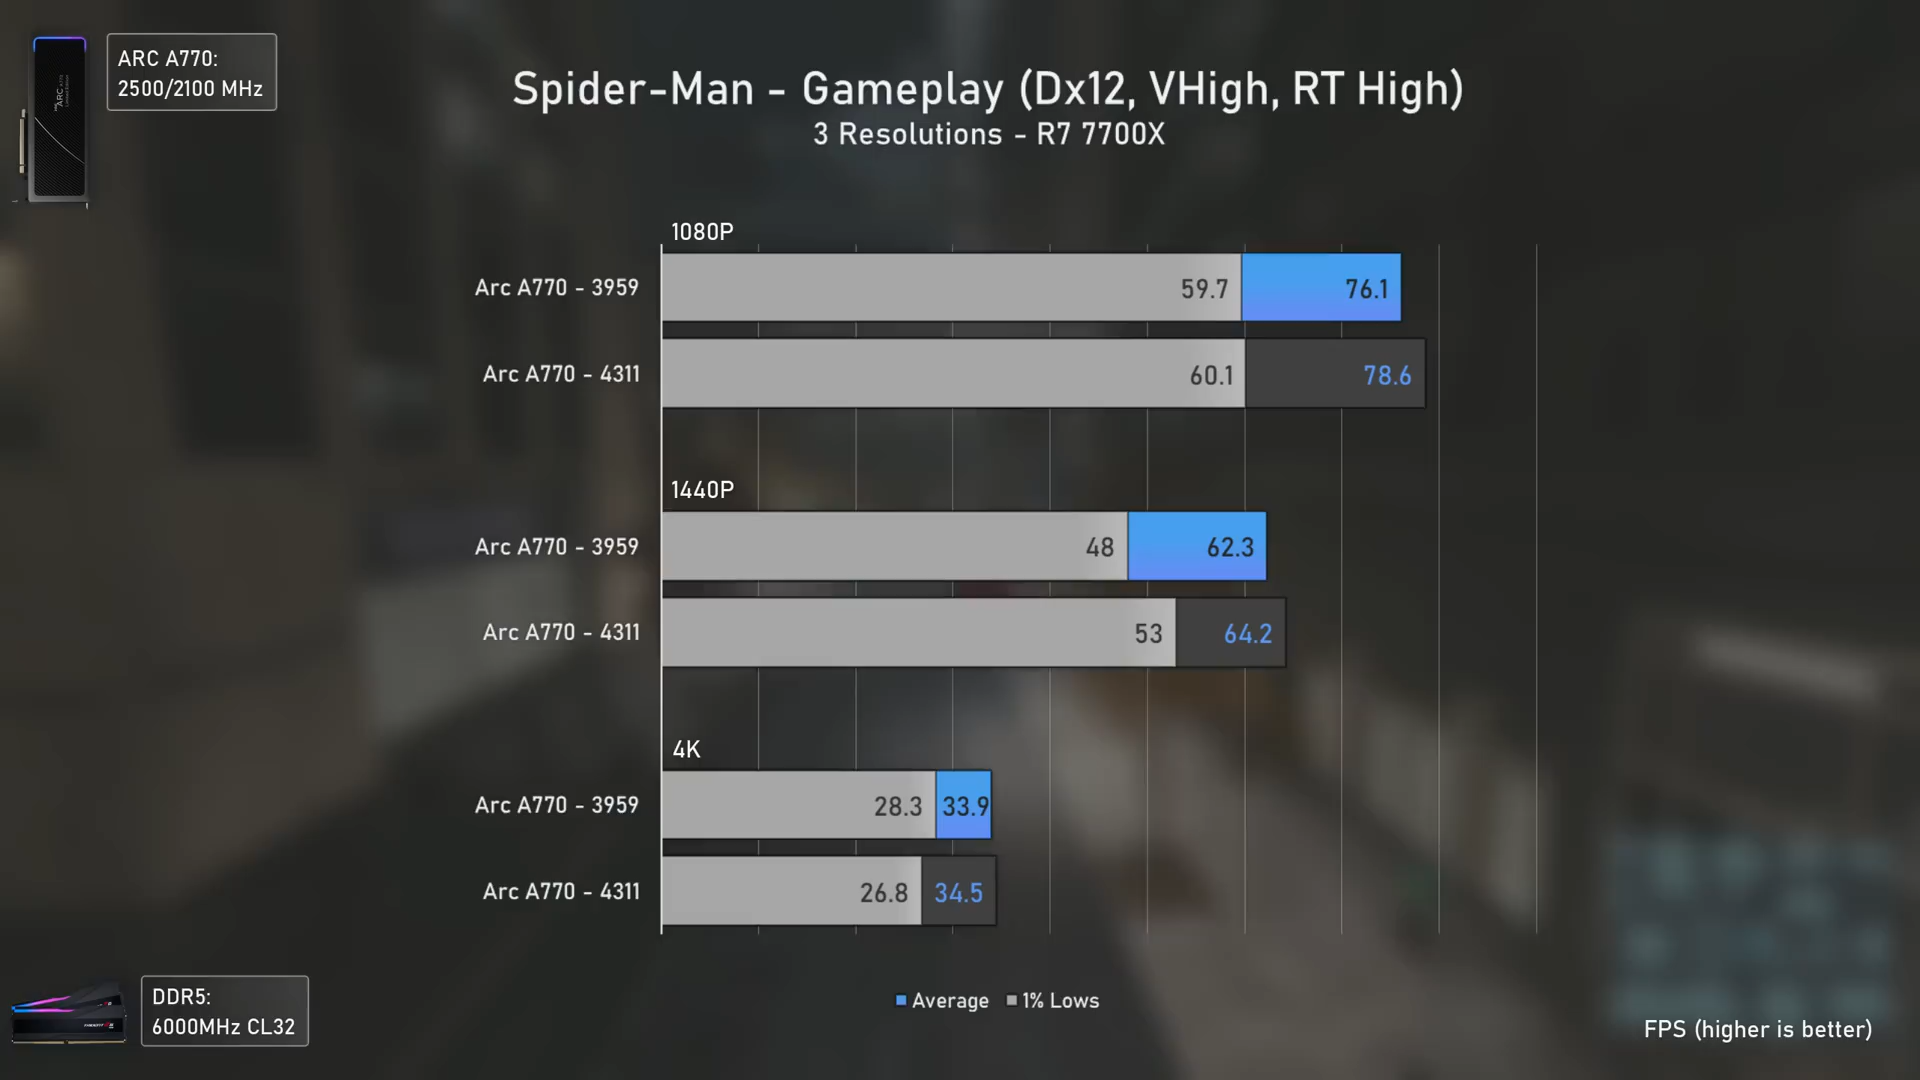 ARC A770:
2500/2100 MHz
Spider-Man - Gameplay (Dx12, VHigh, RT High)
3 Resolutions - R7 7700X
1080P
Arc A770 - 3959
59.7
76.1
Arc A770 - 4311
60.1
78.6
1440P
Arc A770 - 3959
48
62.3
Arc A770 - 4311
53
64.2
4K
Arc A770 - 3959
28.3
33.9
Arc A770 - 4311
26.8
34.5
Average
1% Lows
DDR5:
6000MHz CL32
FPS (higher is better)